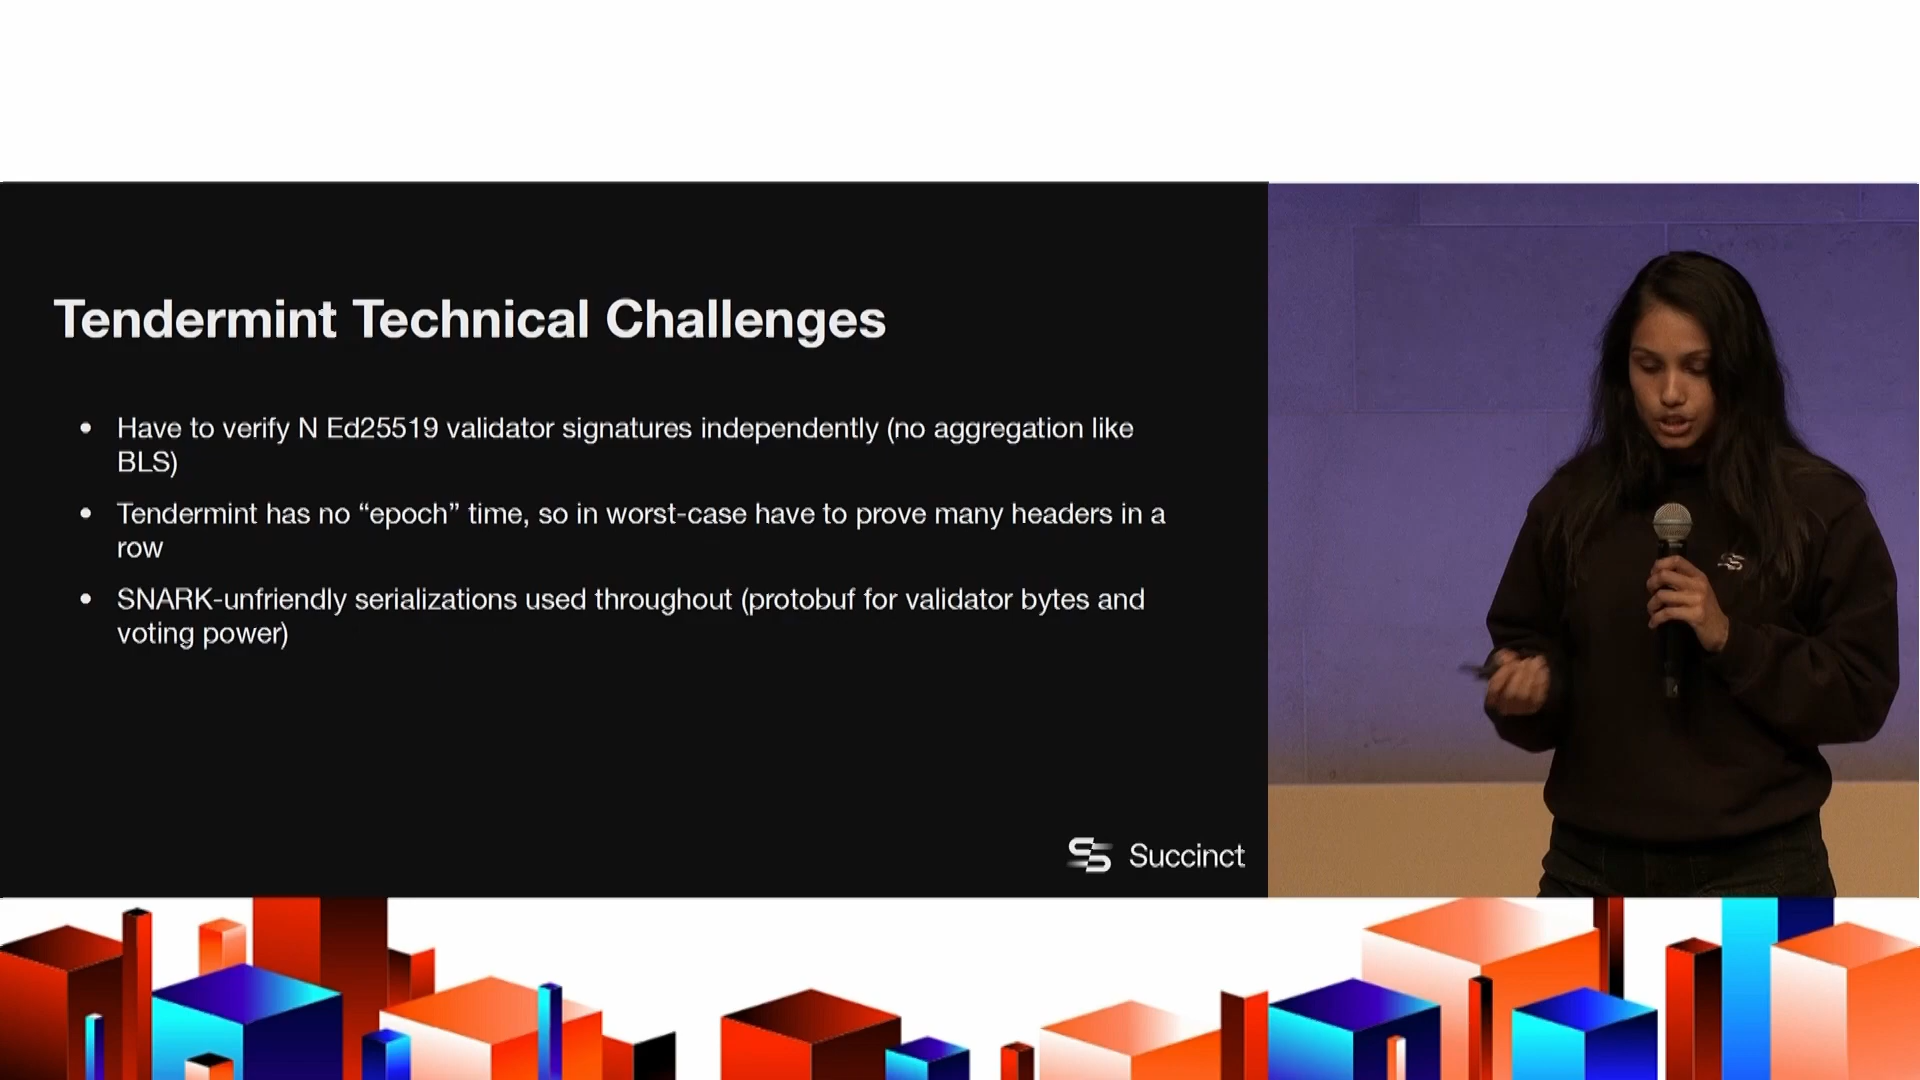 Tendermint Technical Challenges
• Have to verify N Ed25519 validator signatures independently (no aggregation like
BLS)
• Tendermint has no “epoch” time, so in worst-case have to prove many headers in a
row
• SNARK-unfriendly serializations used throughout (protobuf for validator bytes and
voting power)
Succinct